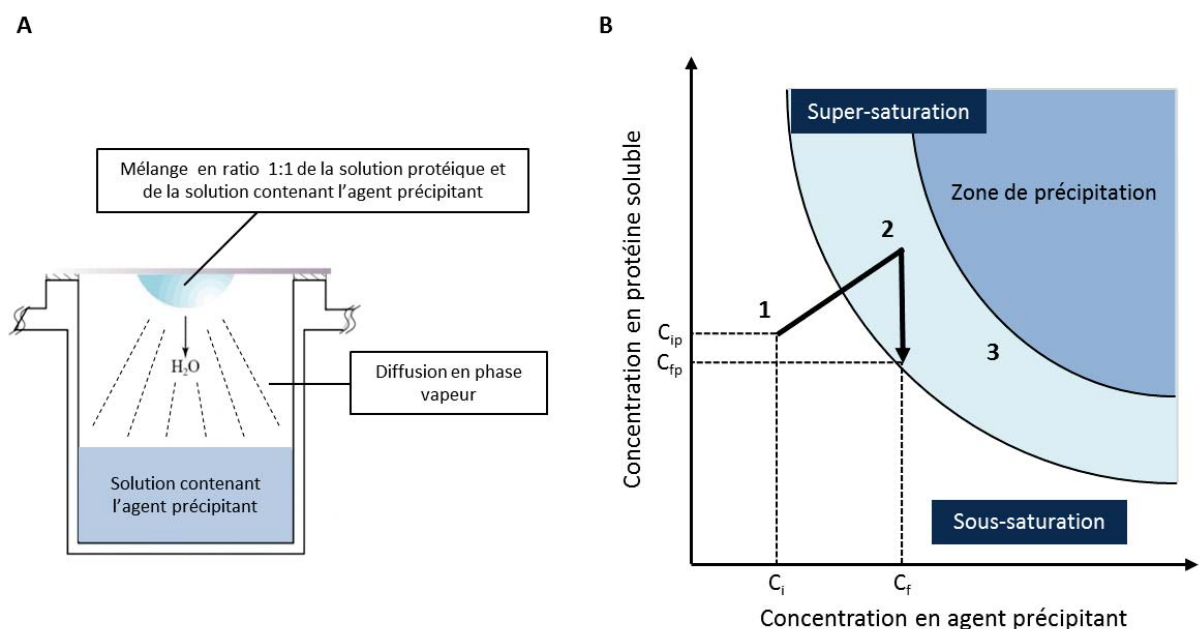 A
Mélange en ratio 1:1 de la solution protéique et
de la solution contenant l'agent précipitant
H₂O
Diffusion en phase
vapeur
Solution contenant
l'agent précipitant
B
Concentration en protéine soluble
Super-saturation
Zone de précipitation
2
1
3
Cip
Cfp
Sous-saturation
Ci
Cf
Concentration en agent précipitant